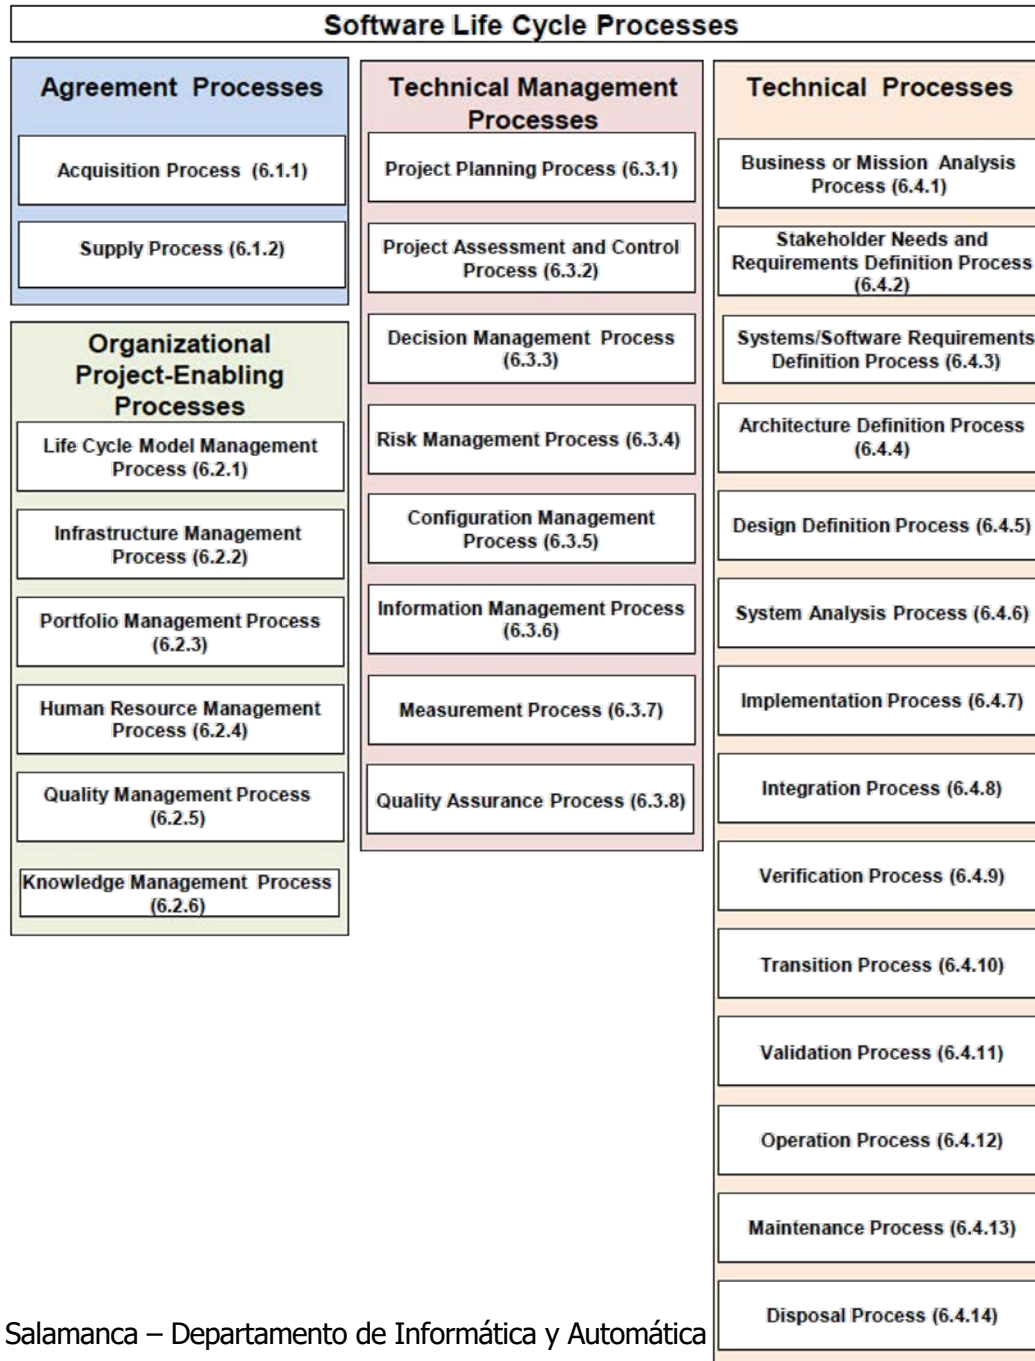 Software Life Cycle Processes
Agreement Processes
Acquisition Process (6.1.1)
Supply Process (6.1.2)
Organizational
Project-Enabling
Processes
Life Cycle Model Management
Process (6.2.1)
Infrastructure Management
Process (6.2.2)
Portfolio Management Process
(6.2.3)
Human Resource Management
Process (6.2.4)
Quality Management Process
(6.2.5)
Knowledge Management Process
(6.2.6)
Technical Management
Processes
Project Planning Process (6.3.1)
Project Assessment and Control
Process (6.3.2)
Decision Management Process
(6.3.3)
Risk Management Process (6.3.4)
Configuration Management
Process (6.3.5)
Information Management Process
(6.3.6)
Measurement Process (6.3.7)
Quality Assurance Process (6.3.8)
Technical Processes
Business or Mission Analysis
Process (6.4.1)
Stakeholder Needs and
Requirements Definition Process
(6.4.2)
Systems/Software Requirements
Definition Process (6.4.3)
Architecture Definition Process
(6.4.4)
Design Definition Process (6.4.5)
System Analysis Process (6.4.6)
Implementation Process (6.4.7)
Integration Process (6.4.8)
Verification Process (6.4.9)
Transition Process (6.4.10)
Validation Process (6.4.11)
Operation Process (6.4.12)
Maintenance Process (6.4.13)
Disposal Process (6.4.14)
Salamanca – Departamento de Informática y Automática